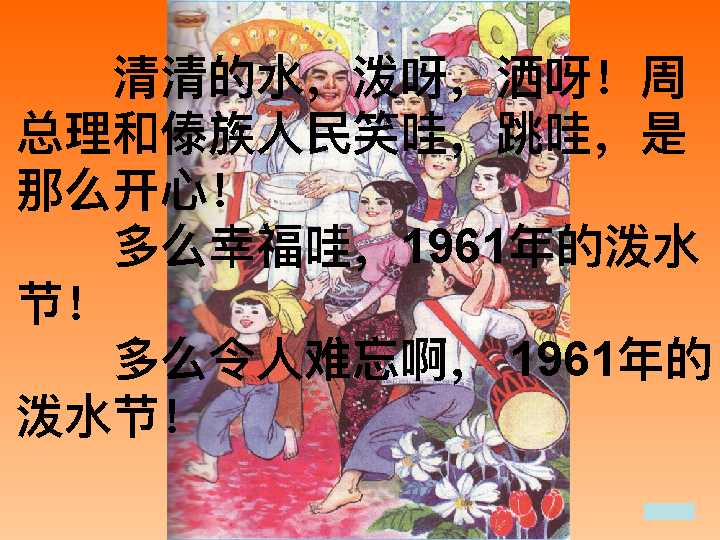 清清的水，泼呀，洒呀！周
总理和傣族人民笑哇，跳哇，是
那么开心！
多么幸福哇，1961年的泼水
节！
多么令人难忘啊， 1961年的
泼水节！